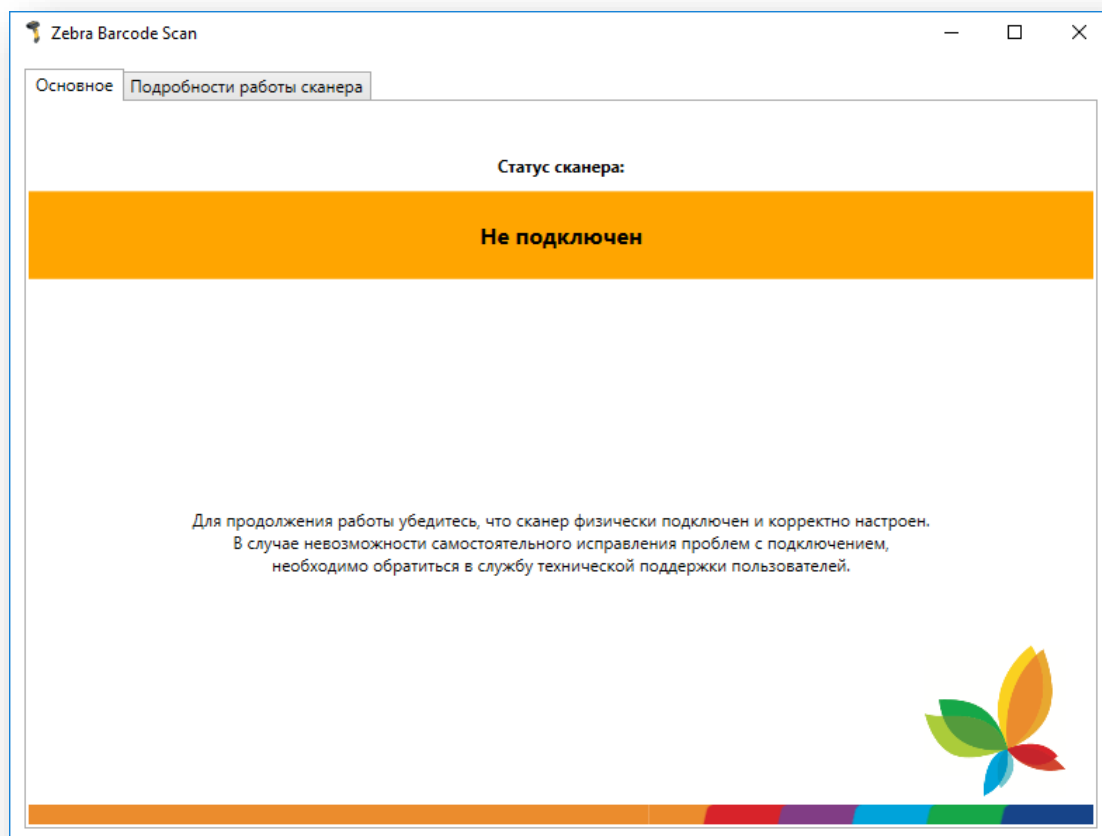 Zebra Barcode Scan
Основное
Подробности работы сканера
Статус сканера:
Не подключен
Для продолжения работы убедитесь, что сканер физически подключен и корректно настроен.
В случае невозможности самостоятельного исправления проблем с подключением,
необходимо обратиться в службу технической поддержки пользователей.